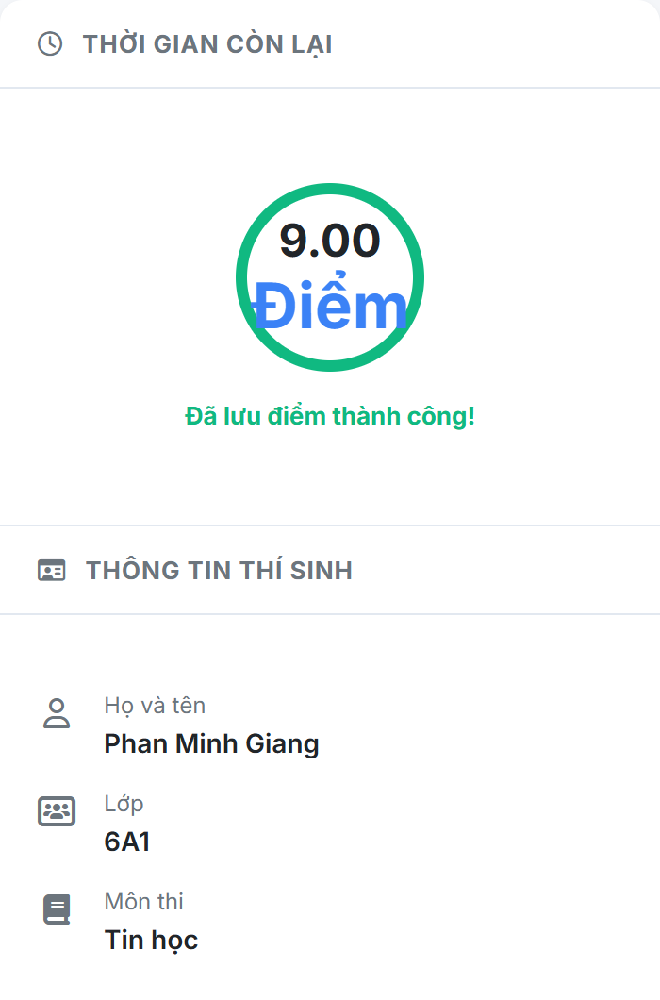 THỜI GIAN CÒN LẠI
9.00
Điểm
Đã lưu điểm thành công!
THÔNG TIN THÍ SINH
Họ và tên
Phan Minh Giang
Lớp
6A1
Môn thi
Tin học